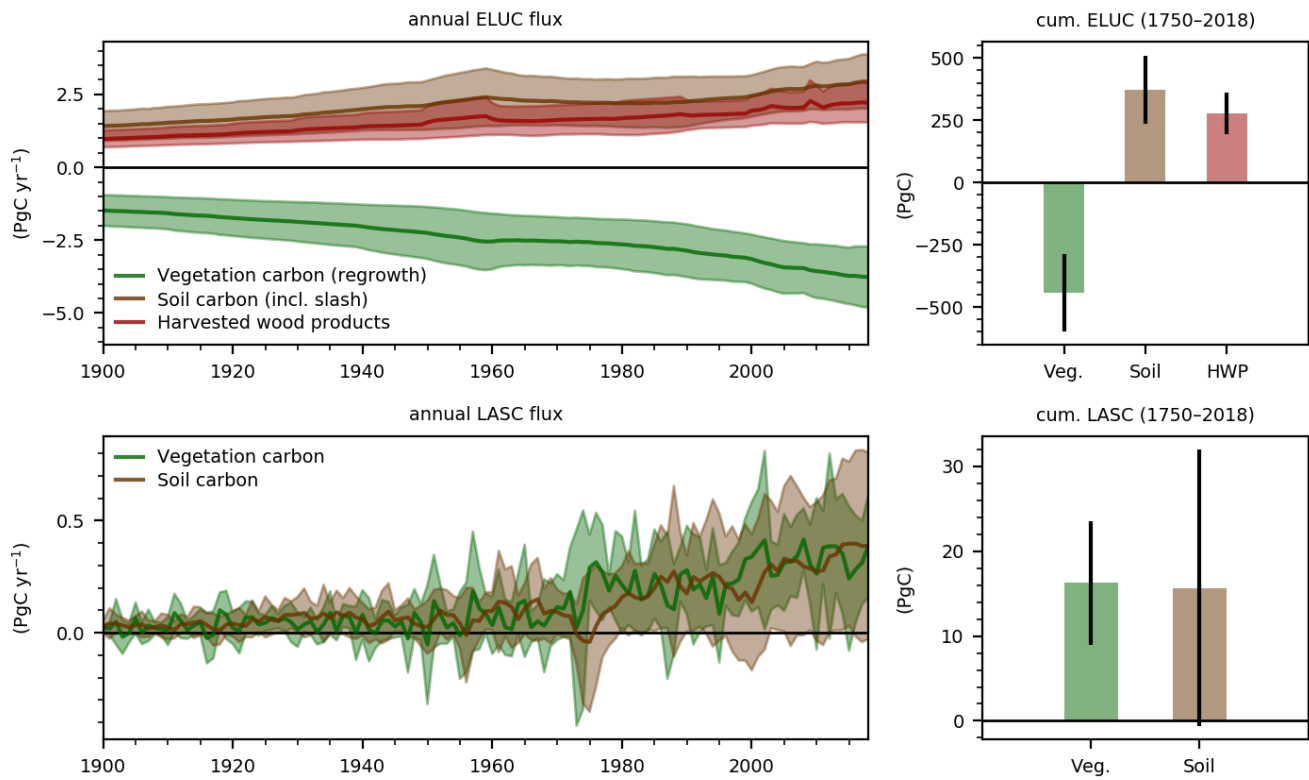 annual ELUC flux
(PgC yr⁻¹)
2.5
0.0
−2.5
−5.0
Vegetation carbon (regrowth)
Soil carbon (incl. slash)
Harvested wood products
1900 1920 1940 1960 1980 2000
cum. ELUC (1750–2018)
(PgC)
500
250
0
−250
−500
Veg. Soil HWP
annual LASC flux
(PgC yr⁻¹)
0.5
0.0
Vegetation carbon
Soil carbon
1900 1920 1940 1960 1980 2000
cum. LASC (1750–2018)
(PgC)
30
20
10
0
Veg. Soil